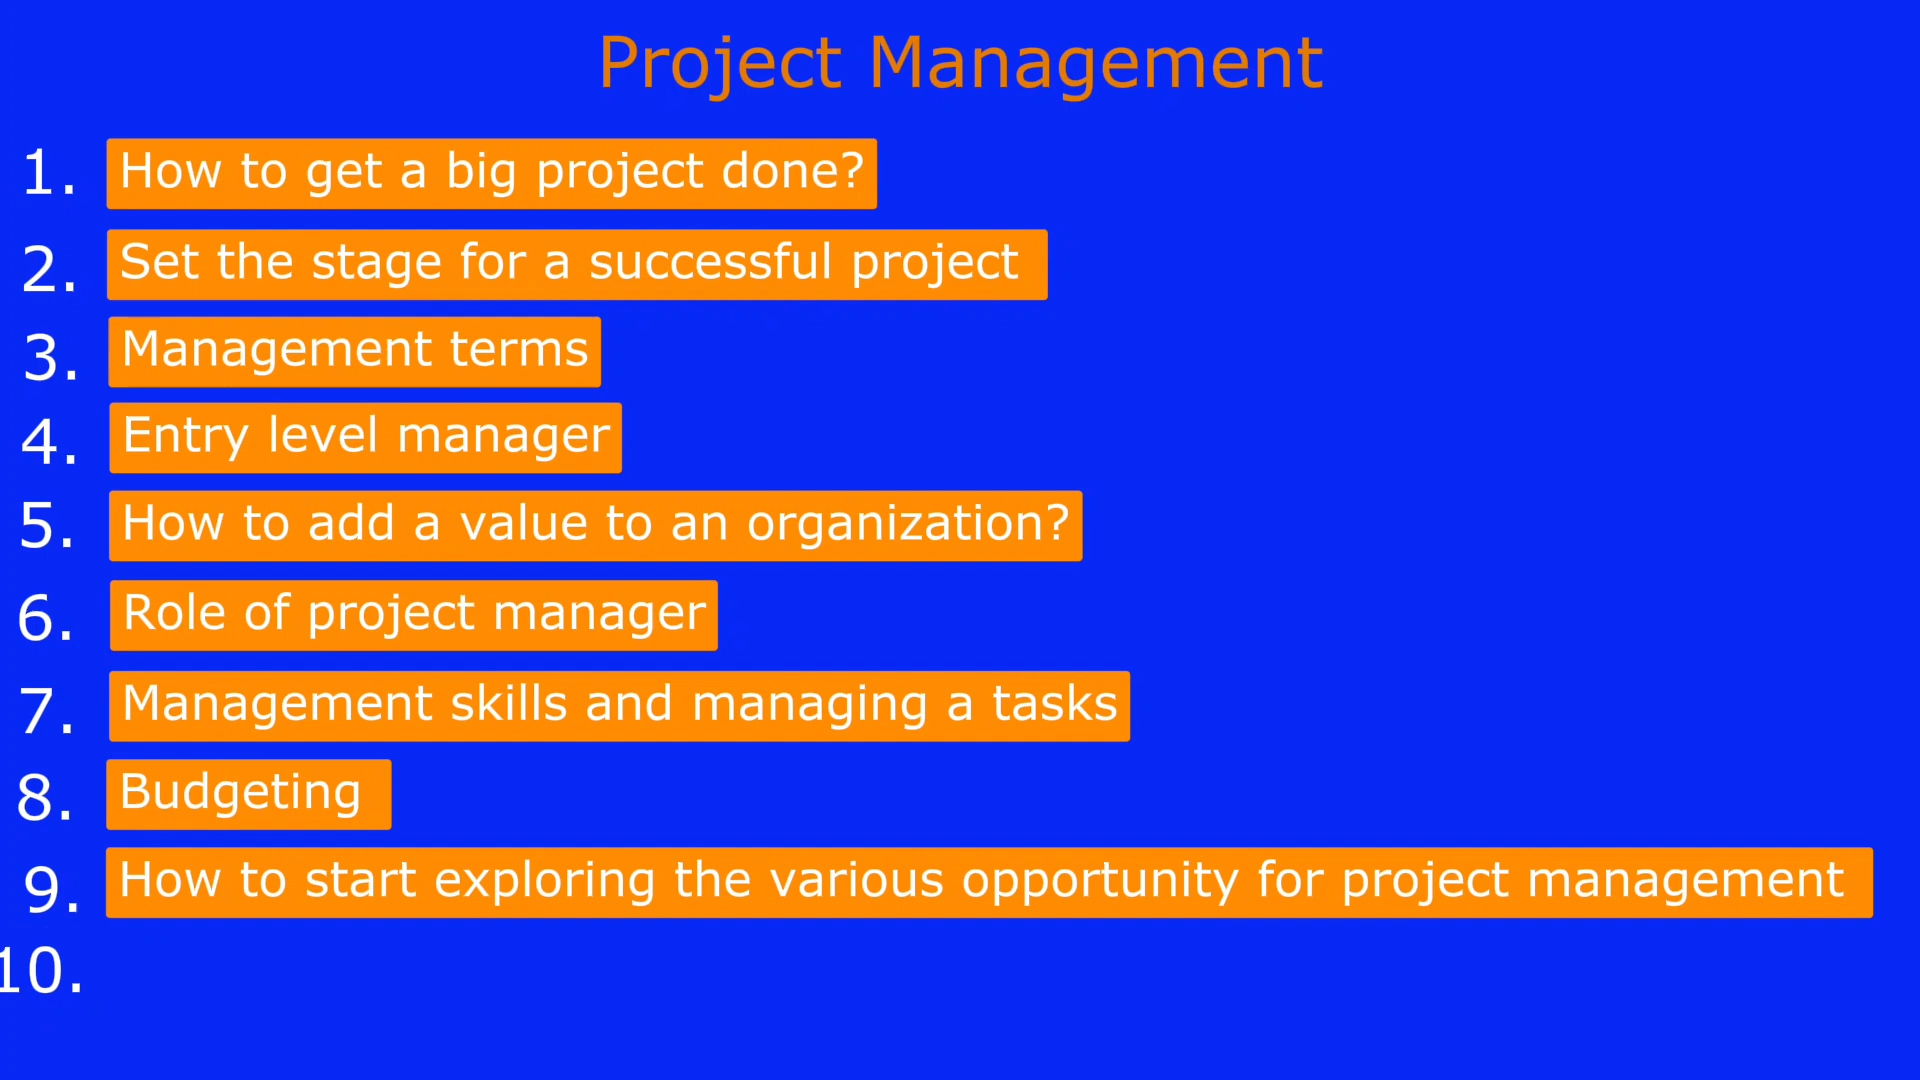 Project Management
1. How to get a big project done?
2. Set the stage for a successful project
3. Management terms
4. Entry level manager
5. How to add a value to an organization?
6. Role of project manager
7. Management skills and managing a tasks
8. Budgeting
9. How to start exploring the various opportunity for project management
10.